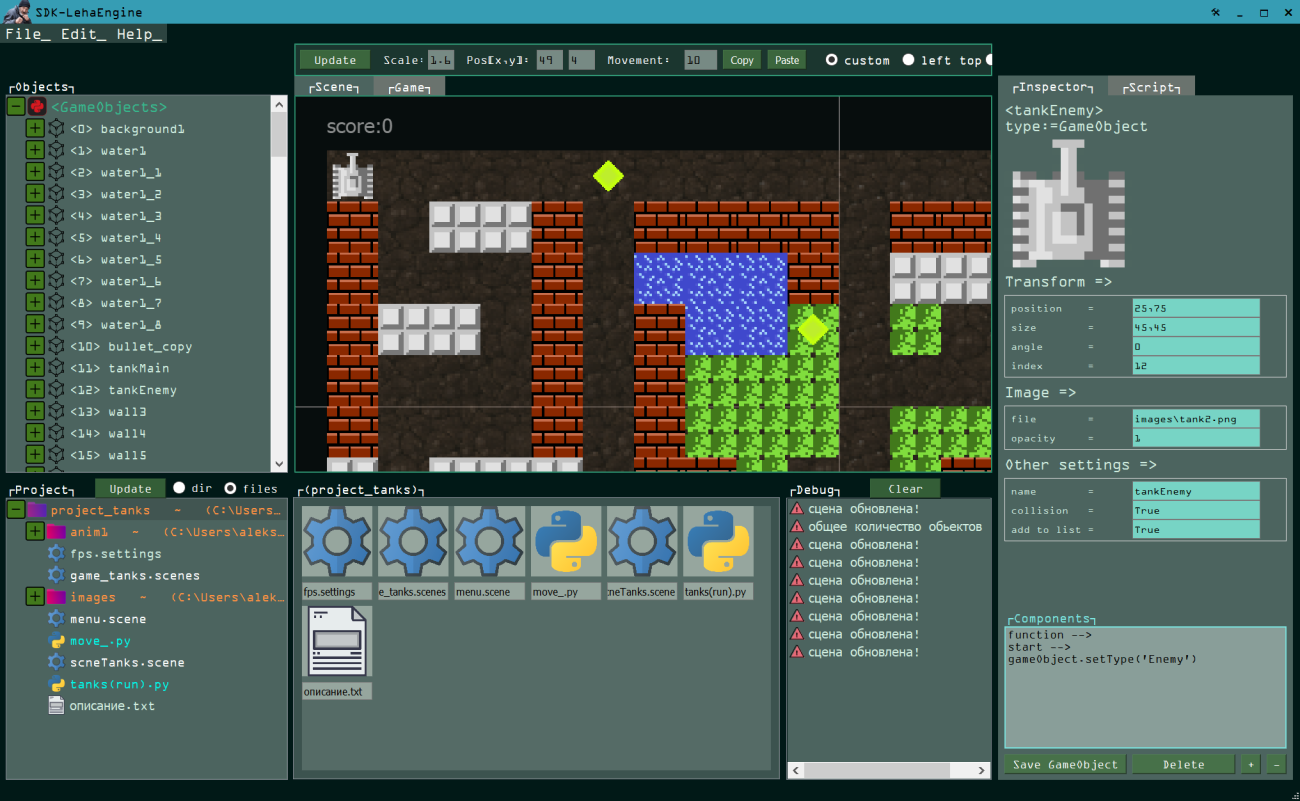 SDK-LehaEngine
File_ Edit_ Help_
Update Scale: 1.6 Pos[x,y]: 49 4 Movement: 10 Copy Paste custom left top
Objects
<GameObjects>
<0> background1
<1> water1
<2> water1_1
<3> water1_2
<4> water1_3
<5> water1_4
<6> water1_5
<7> water1_6
<8> water1_7
<9> water1_8
<10> bullet_copy
<11> tankMain
<12> tankEnemy
<13> wall3
<14> wall4
<15> wall5
Scene Game
score:0
Inspector Script
<tankEnemy>
type:=GameObject
Transform =>
position = 25;75
size = 45;45
angle = 0
index = 12
Image =>
file = images\tank2.png
opacity = 1
Other settings =>
name = tankEnemy
collision = True
add to list = True
Components
function -->
start -->
gameObject.setType('Enemy')
Save GameObject Delete + -
Project Update dir files
project_tanks ~ (C:\Users...
anim1 - (C:\Users\aleks...
fps.settings
game_tanks.scenes
images - (C:\Users\alek...
menu.scene
move_.py
scneTanks.scene
tanks(run).py
описание.txt
(project_tanks)
fps.settings e_tanks.scenes menu.scene move_.py neTanks.scene tanks(run).py
описание.txt
Debug Clear
сцена обновлена!
общее количество обьектов
сцена обновлена!
сцена обновлена!
сцена обновлена!
сцена обновлена!
сцена обновлена!
сцена обновлена!
сцена обновлена!